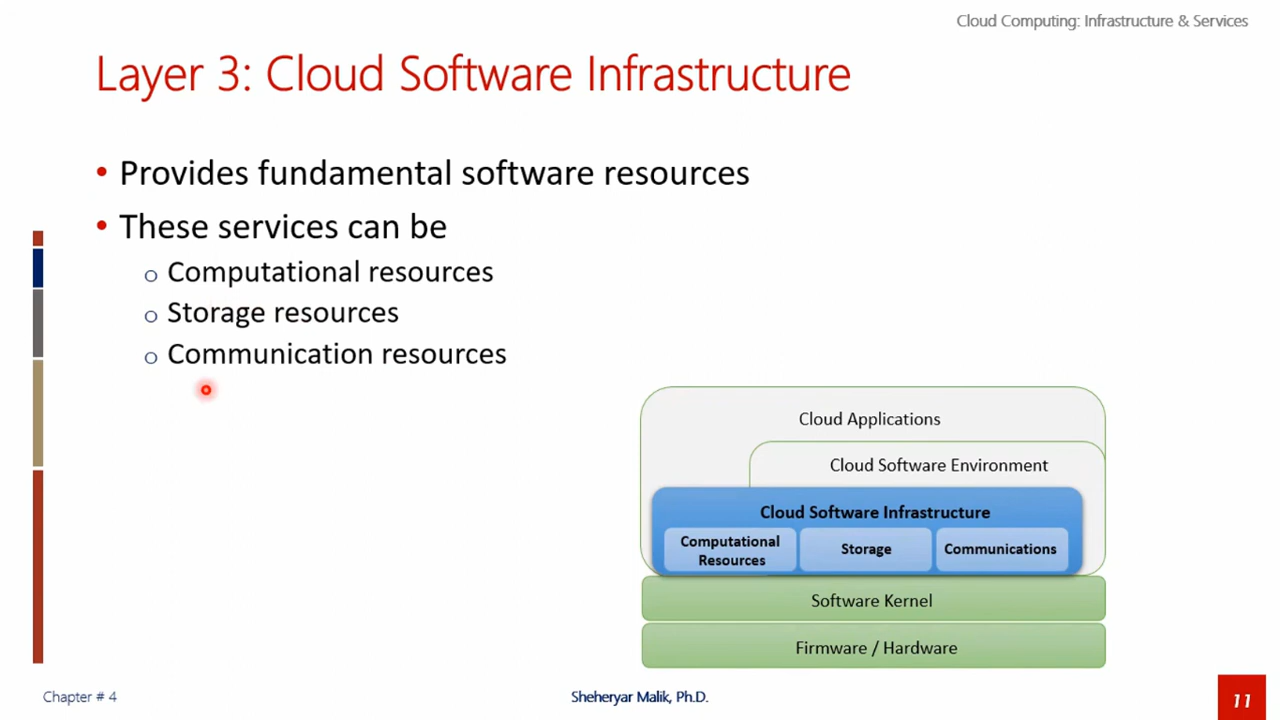 Cloud Computing: Infrastructure & Services
Layer 3: Cloud Software Infrastructure
• Provides fundamental software resources
• These services can be
o Computational resources
o Storage resources
o Communication resources
Cloud Applications
Cloud Software Environment
Cloud Software Infrastructure
Computational
Resources
Storage
Communications
Software Kernel
Firmware / Hardware
Chapter # 4
Sheheryar Malik, Ph.D.
11